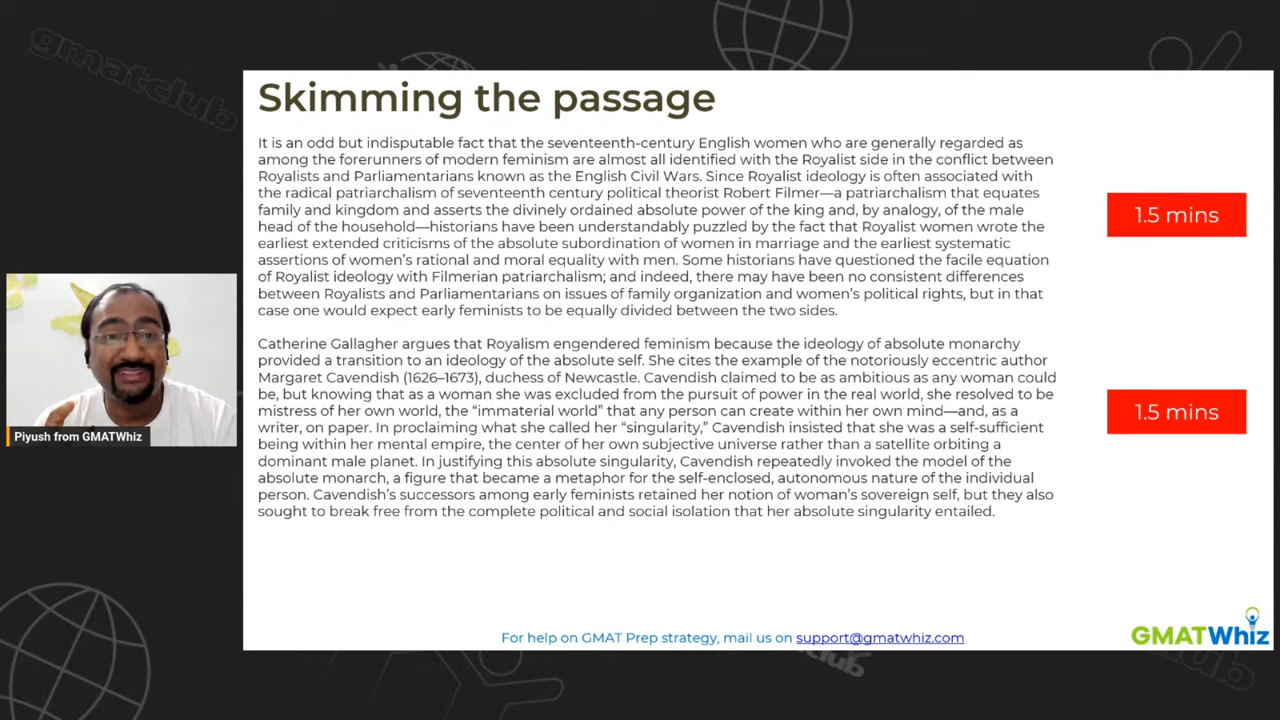 gmatclub
Skimming the passage
It is an odd but indisputable fact that the seventeenth-century English women who are generally regarded as
among the forerunners of modern feminism are almost all identified with the Royalist side in the conflict between
Royalists and Parliamentarians known as the English Civil Wars. Since Royalist ideology is often associated with
the radical patriarchalism of seventeenth century political theorist Robert Filmer—a patriarchalism that equates
family and kingdom and asserts the divinely ordained absolute power of the king and, by analogy, of the male
head of the household—historians have been understandably puzzled by the fact that Royalist women wrote the
earliest extended criticisms of the absolute subordination of women in marriage and the earliest systematic
assertions of women's rational and moral equality with men. Some historians have questioned the facile equation
of Royalist ideology with Filmerian patriarchalism; and indeed, there may have been no consistent differences
between Royalists and Parliamentarians on issues of family organization and women's political rights, but in that
case one would expect early feminists to be equally divided between the two sides.
1.5 mins
Catherine Gallagher argues that Royalism engendered feminism because the ideology of absolute monarchy
provided a transition to an ideology of the absolute self. She cites the example of the notoriously eccentric author
Margaret Cavendish (1626–1673), duchess of Newcastle. Cavendish claimed to be as ambitious as any woman could
be, but knowing that as a woman she was excluded from the pursuit of power in the real world, she resolved to be
mistress of her own world, the “immaterial world” that any person can create within her own mind—and, as a
writer, on paper. In proclaiming what she called her “singularity,” Cavendish insisted that she was a self-sufficient
being within her mental empire, the center of her own subjective universe rather than a satellite orbiting a
dominant male planet. In justifying this absolute singularity, Cavendish repeatedly invoked the model of the
absolute monarch, a figure that became a metaphor for the self-enclosed, autonomous nature of the individual
person. Cavendish's successors among early feminists retained her notion of woman's sovereign self, but they also
sought to break free from the complete political and social isolation that her absolute singularity entailed.
1.5 mins
Piyush from GMATWhiz
For help on GMAT Prep strategy, mail us on support@gmatwhiz.com
GMATWhiz